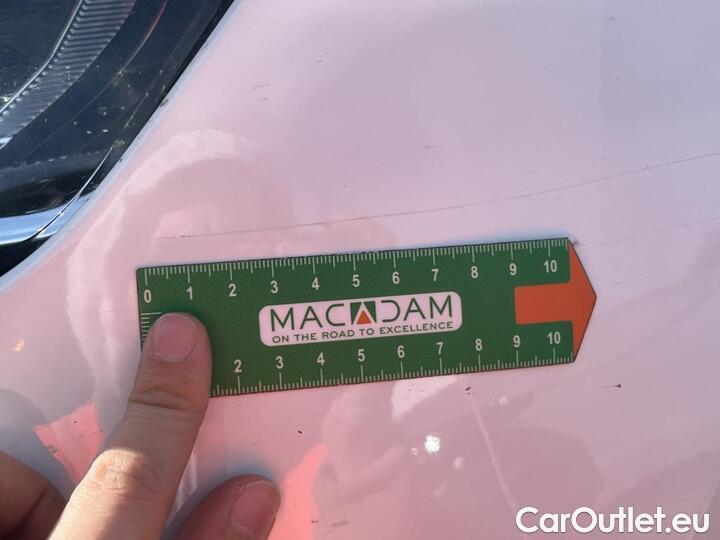 0 1 2 3 4 5 6 7 8 9 10
MACADAM
ON THE ROAD TO EXCELLENCE
2 3 4 5 6 7 8 9 10
CarOutlet.eu